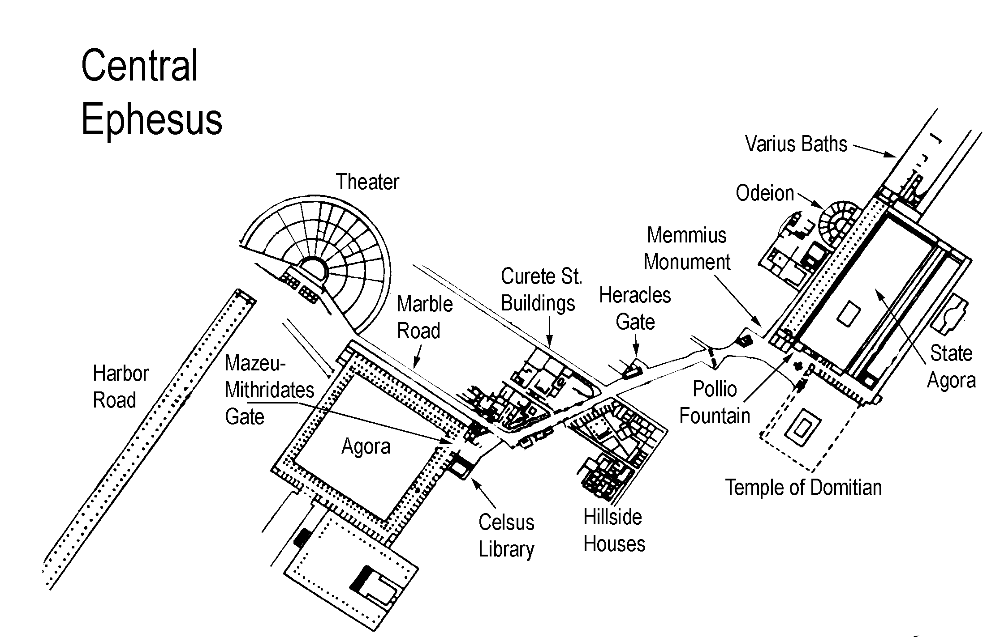 Central
Ephesus
Varius Baths
Theater
Odeion
Memmius
Monument
Curete St.
Buildings
Heracles
Gate
Marble
Road
Mazeu-
Mithridates
Gate
Harbor
Road
State
Agora
Pollio
Fountain
Agora
Temple of Domitian
Celsus
Library
Hillside
Houses